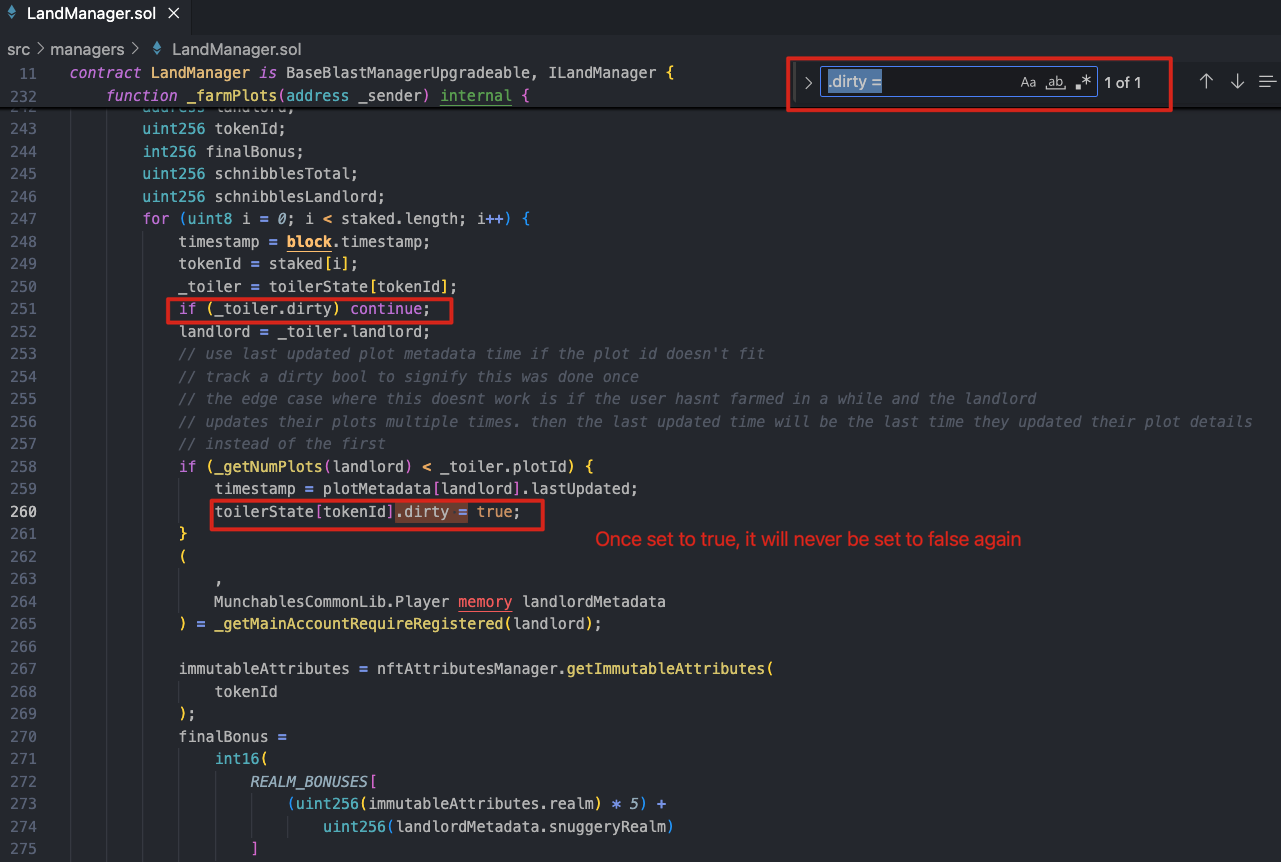 LandManager.sol ×
src > managers > LandManager.sol
.dirty = Aa ab .* 1 of 1
11 contract LandManager is BaseBlastManagerUpgradeable, ILandManager {
232 function _farmPlots(address _sender) internal {
242 address landlord;
243 uint256 tokenId;
244 int256 finalBonus;
245 uint256 schnibblesTotal;
246 uint256 schnibblesLandlord;
247 for (uint8 i = 0; i < staked.length; i++) {
248 timestamp = block.timestamp;
249 tokenId = staked[i];
250 _toiler = toilerState[tokenId];
251 if (_toiler.dirty) continue;
252 landlord = _toiler.landlord;
253 // use last updated plot metadata time if the plot id doesn't fit
254 // track a dirty bool to signify this was done once
255 // the edge case where this doesnt work is if the user hasnt farmed in a while and the landlord
256 // updates their plots multiple times. then the last updated time will be the last time they updated their plot details
257 // instead of the first
258 if (_getNumPlots(landlord) < _toiler.plotId) {
259 timestamp = plotMetadata[landlord].lastUpdated;
260 toilerState[tokenId].dirty = true;
261 }
Once set to true, it will never be set to false again
262 (
263 ,
264 MunchablesCommonLib.Player memory landlordMetadata
265 ) = _getMainAccountRequireRegistered(landlord);
266
267 immutableAttributes = nftAttributesManager.getImmutableAttributes(
268 tokenId
269 );
270 finalBonus =
271 int16(
272 REALM_BONUSES[
273 (uint256(immutableAttributes.realm) * 5) +
274 uint256(landlordMetadata.snuggeryRealm)
275 ]